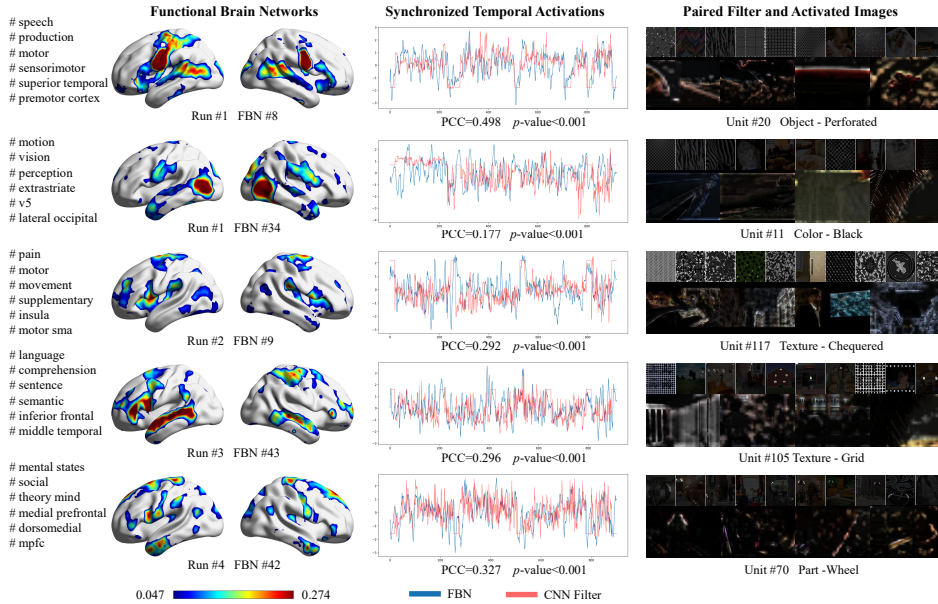 Functional Brain Networks
Synchronized Temporal Activations
Paired Filter and Activated Images
# speech
# production
# motor
# sensorimotor
# superior temporal
# premotor cortex
Run #1 FBN #8
PCC=0.498 p-value<0.001
Unit #20 Object - Perforated
# motion
# vision
# perception
# extrastriate
# v5
# lateral occipital
Run #1 FBN #34
PCC=0.177 p-value<0.001
Unit #11 Color - Black
# pain
# motor
# movement
# supplementary
# insula
# motor sma
Run #2 FBN #9
PCC=0.292 p-value<0.001
Unit #117 Texture - Chequered
# language
# comprehension
# sentence
# semantic
# inferior frontal
# middle temporal
Run #3 FBN #43
PCC=0.296 p-value<0.001
Unit #105 Texture - Grid
# mental states
# social
# theory mind
# medial prefrontal
# dorsomedial
# mpfc
Run #4 FBN #42
PCC=0.327 p-value<0.001
Unit #70 Part -Wheel
0.047
0.274
FBN
CNN Filter